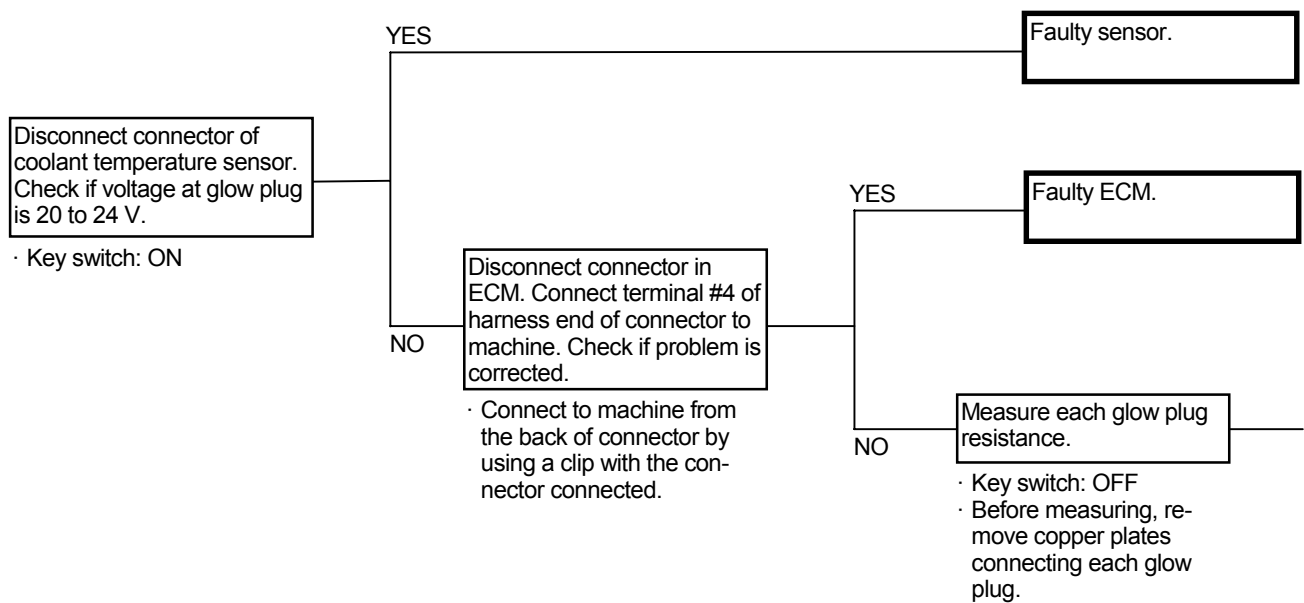 YES
Faulty sensor.
Disconnect connector of
coolant temperature sensor.
Check if voltage at glow plug
is 20 to 24 V.
· Key switch: ON
YES
Faulty ECM.
NO
Disconnect connector in
ECM. Connect terminal #4 of
harness end of connector to
machine. Check if problem is
corrected.
· Connect to machine from
the back of connector by
using a clip with the con-
nector connected.
NO
Measure each glow plug
resistance.
· Key switch: OFF
· Before measuring, re-
move copper plates
connecting each glow
plug.